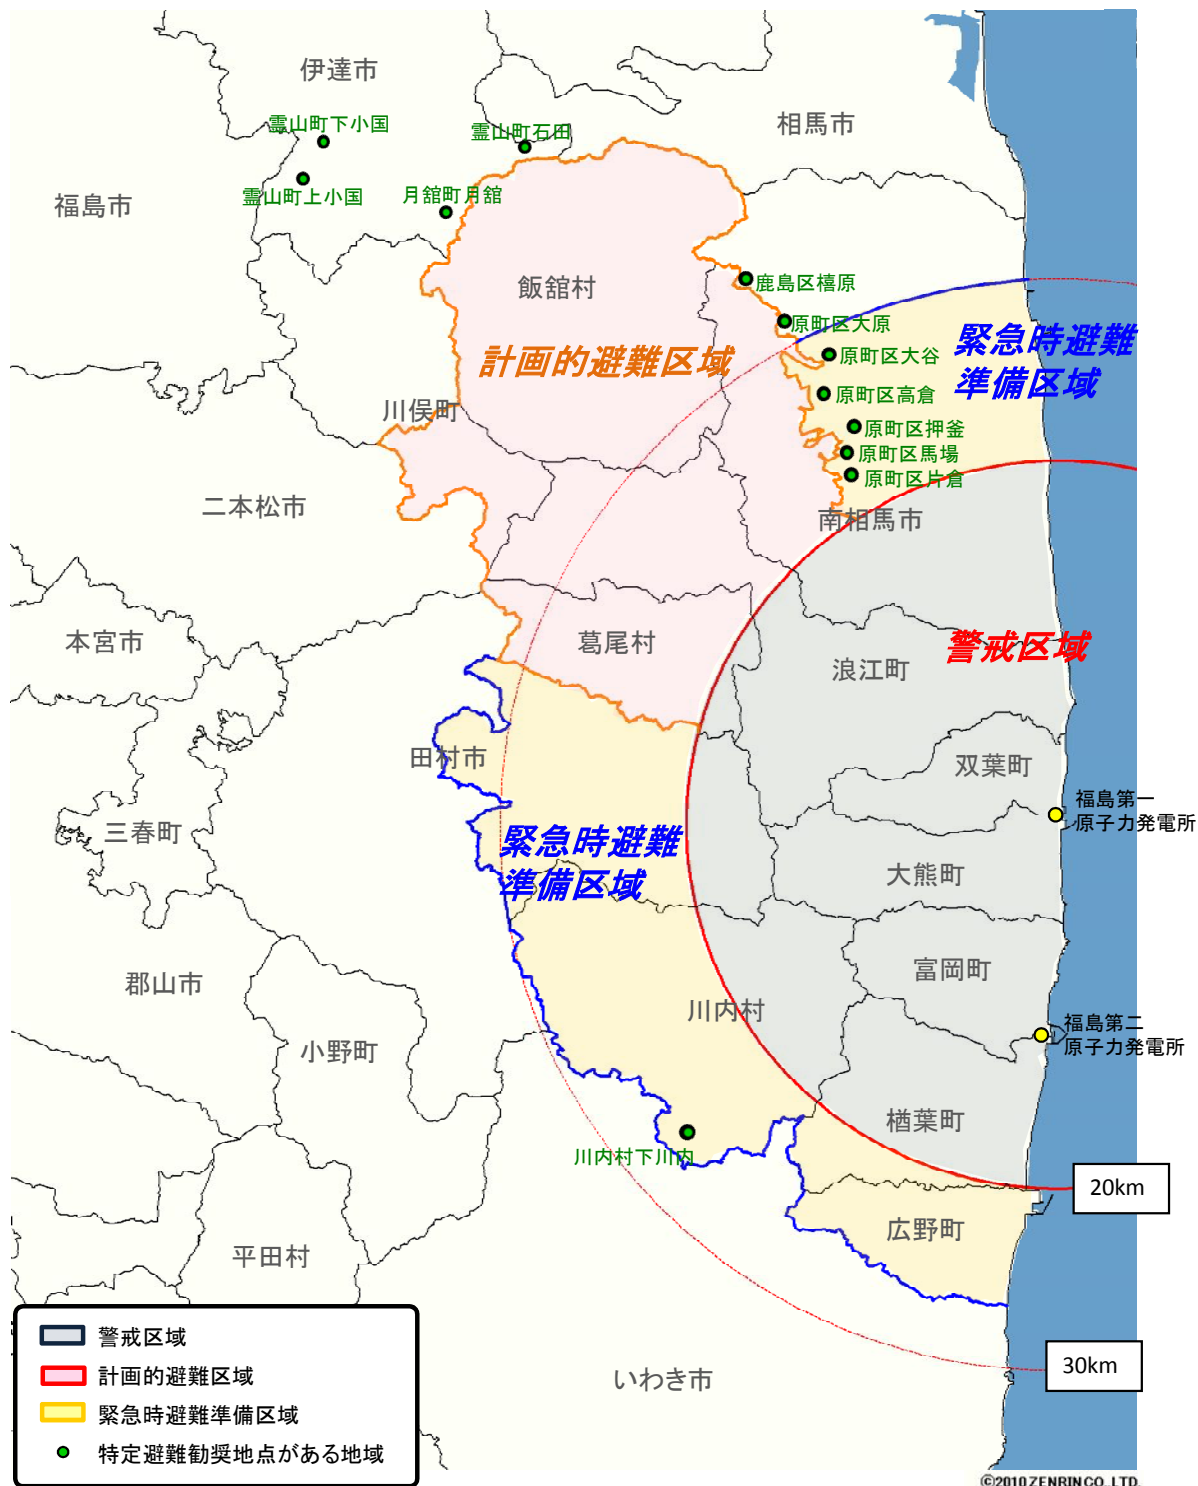 伊達市
相馬市
霊山町下小国
霊山町石田
霊山町上小国
月舘町月舘
福島市
飯舘村
鹿島区橲原
原町区大原
緊急時避難
準備区域
計画的避難区域
原町区大谷
原町区高倉
川俣町
原町区押釜
原町区馬場
原町区片倉
二本松市
南相馬市
本宮市
葛尾村
警戒区域
浪江町
田村市
双葉町
福島第一
原子力発電所
三春町
緊急時避難
準備区域
大熊町
富岡町
郡山市
川内村
福島第二
原子力発電所
小野町
楢葉町
川内村下川内
20km
広野町
平田村
警戒区域
計画的避難区域
緊急時避難準備区域
特定避難勧奨地点がある地域
30km
いわき市
©2010 ZENRIN CO., LTD.